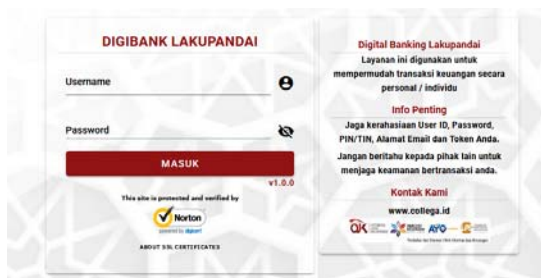 DIGIBANK LAKUPANDAI
Username
Password
MASUK
v1.0.0
This site is protected and verified by
Norton
powered by digicert
ABOUT SSL CERTIFICATES
Digital Banking Lakupandai
Layanan ini digunakan untuk
mempermudah transaksi keuangan secara
personal / individu
Info Penting
Jaga kerahasiaan User ID, Password,
PIN/TIN, Alamat Email dan Token Anda.
Jangan beritahu kepada pihak lain untuk
menjaga keamanan bertransaksi anda.
Kontak Kami
www.collega.id
AYO